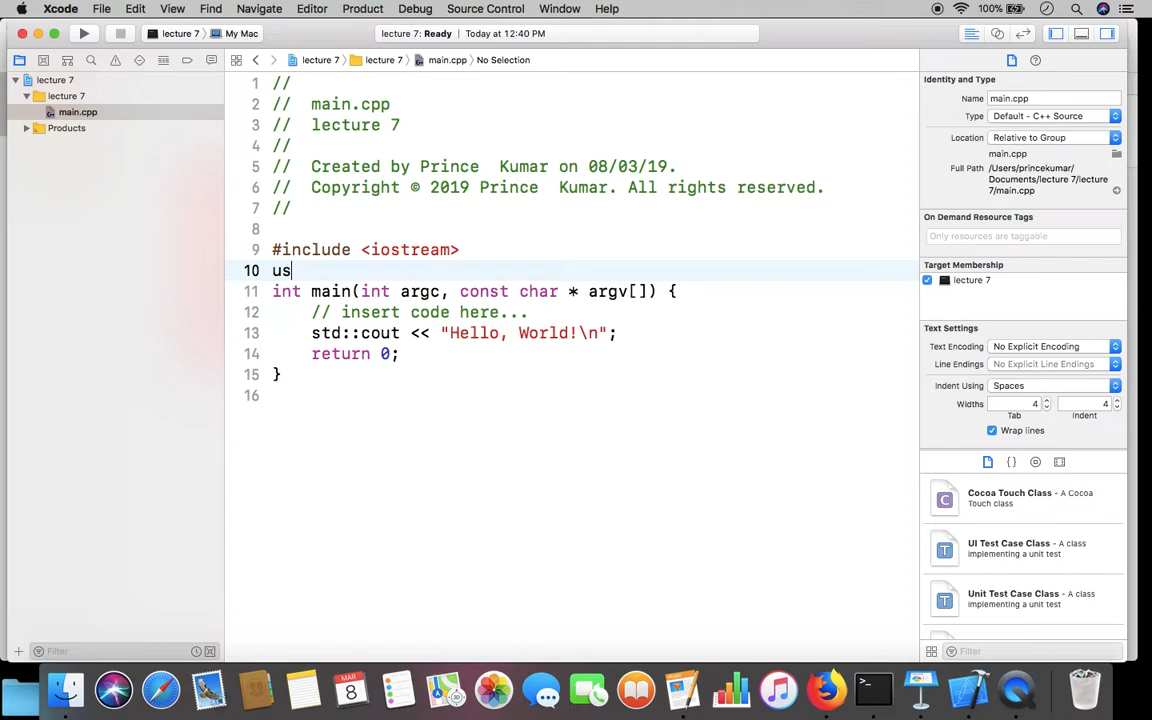 Xcode File Edit View Find Navigate Editor Product Debug Source Control Window Help 100%
lecture 7 My Mac lecture 7: Ready Today at 12:40 PM
lecture 7 lecture 7 main.cpp No Selection
lecture 7
lecture 7
main.cpp
Products
Filter
1 //
2 // main.cpp
3 // lecture 7
4 //
5 // Created by Prince  Kumar on 08/03/19.
6 // Copyright © 2019 Prince  Kumar. All rights reserved.
7 //
8
9 #include <iostream>
10 us
11 int main(int argc, const char * argv[]) {
12 // insert code here...
13 std::cout << "Hello, World!\n";
14 return 0;
15 }
16
Identity and Type
Name main.cpp
Type Default - C++ Source
Location Relative to Group
main.cpp
Full Path /Users/princekumar/
Documents/lecture 7/lecture
7/main.cpp
On Demand Resource Tags
Only resources are taggable
Target Membership
lecture 7
Text Settings
Text Encoding No Explicit Encoding
Line Endings No Explicit Line Endings
Indent Using Spaces
Widths 4 4
Tab Indent
Wrap lines
{ }
C Cocoa Touch Class - A Cocoa
Touch class
T UI Test Case Class - A class
implementing a unit test
T Unit Test Case Class - A class
implementing a unit test
Filter
MAR
8